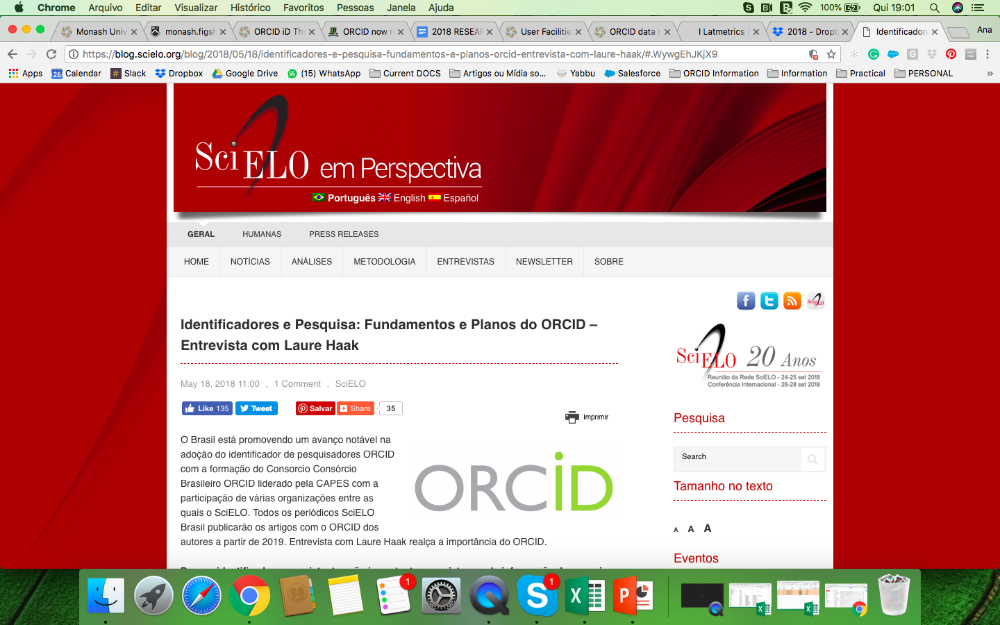 Chrome Arquivo Editar Visualizar Histórico Favoritos Pessoas Janela Ajuda 100% Qui 19:01
Monash Univ monash.figsh ORCID iD Th ORCID now r 2018 RESEAR User Facilitie ORCID data I Latmetrics 2018 - Dropb Identificador Ana
https://blog.scielo.org/blog/2018/05/18/identificadores-e-pesquisa-fundamentos-e-planos-orcid-entrevista-com-laure-haak/#.WywgEhJKjX9
Apps 26 Calendar Slack Dropbox Google Drive 55 (15) WhatsApp Current DOCS Artigos ou Mídia so... Yabbu Salesforce ORCID Information Information Practical PERSONAL »
SciELO em Perspectiva
Português English Español
GERAL HUMANAS PRESS RELEASES
HOME NOTÍCIAS ANÁLISES METODOLOGIA ENTREVISTAS NEWSLETTER SOBRE
Identificadores e Pesquisa: Fundamentos e Planos do ORCID –
Entrevista com Laure Haak
May 18, 2018 11:00 , 1 Comment , SciELO
Like 135 Tweet Salvar Share 35
Imprimir
O Brasil está promovendo um avanço notável na
adoção do identificador de pesquisadores ORCID
com a formação do Consorcio Consórcio
Brasileiro ORCID liderado pela CAPES com a
participação de várias organizações entre as
quais o SciELO. Todos os periódicos SciELO
Brasil publicarão os artigos com o ORCID dos
autores a partir de 2019. Entrevista com Laure Haak realça a importância do ORCID.
ORCID
SciELO 20 Anos
Reunião da Rede SciELO - 24-25 set 2018
Conferência Internacional - 26-28 set 2018
Pesquisa
Search
Tamanho no texto
A A A
Eventos
1 1